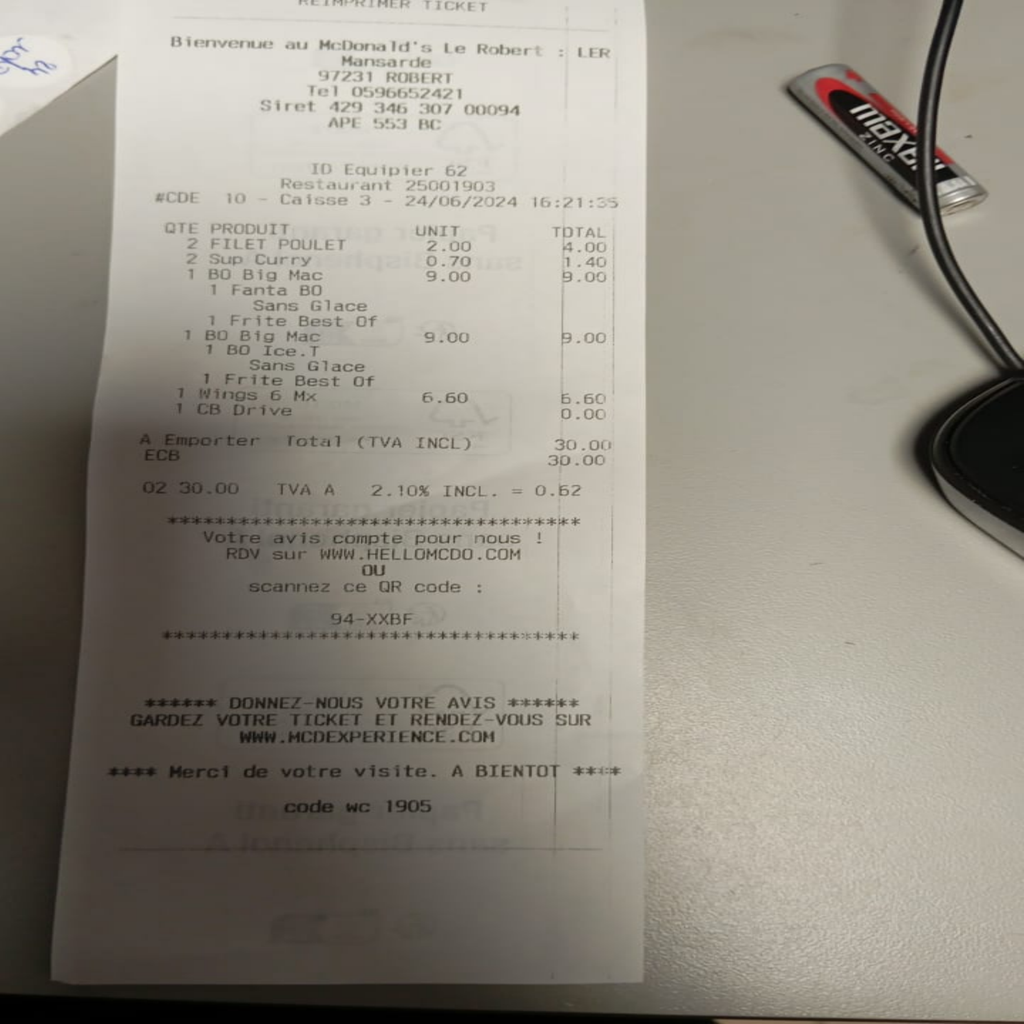 REIMPRIMER TICKET
Bienvenue au McDonald's Le Robert : LER
Mansarde
97231 ROBERT
Tel 0596652421
Siret 429 346 307 00094
APE 553 BC
ID Equipier 62
Restaurant 25001903
#CDE 10 - Caisse 3 - 24/06/2024 16:21:35
QTE PRODUIT UNIT TOTAL
2 FILET POULET 2.00 4.00
2 Sup Curry 0.70 1.40
1 BO Big Mac 9.00 9.00
1 Fanta BO
Sans Glace
1 Frite Best Of
1 BO Big Mac 9.00 9.00
1 BO Ice.T
Sans Glace
1 Frite Best Of
1 Wings 6 Mx 6.60 6.60
1 CB Drive 0.00
A Emporter Total (TVA INCL) 30.00
ECB 30.00
02 30.00 TVA A 2.10% INCL. = 0.62
***********************************
Votre avis compte pour nous !
RDV sur WWW.HELLOMCDO.COM
OU
scannez ce QR code :
94-XXBF
***********************************
****** DONNEZ-NOUS VOTRE AVIS ******
GARDEZ VOTRE TICKET ET RENDEZ-VOUS SUR
WWW.MCDEXPERIENCE.COM
**** Merci de votre visite. A BIENTOT ****
code wc 1905
maxell
ZINC